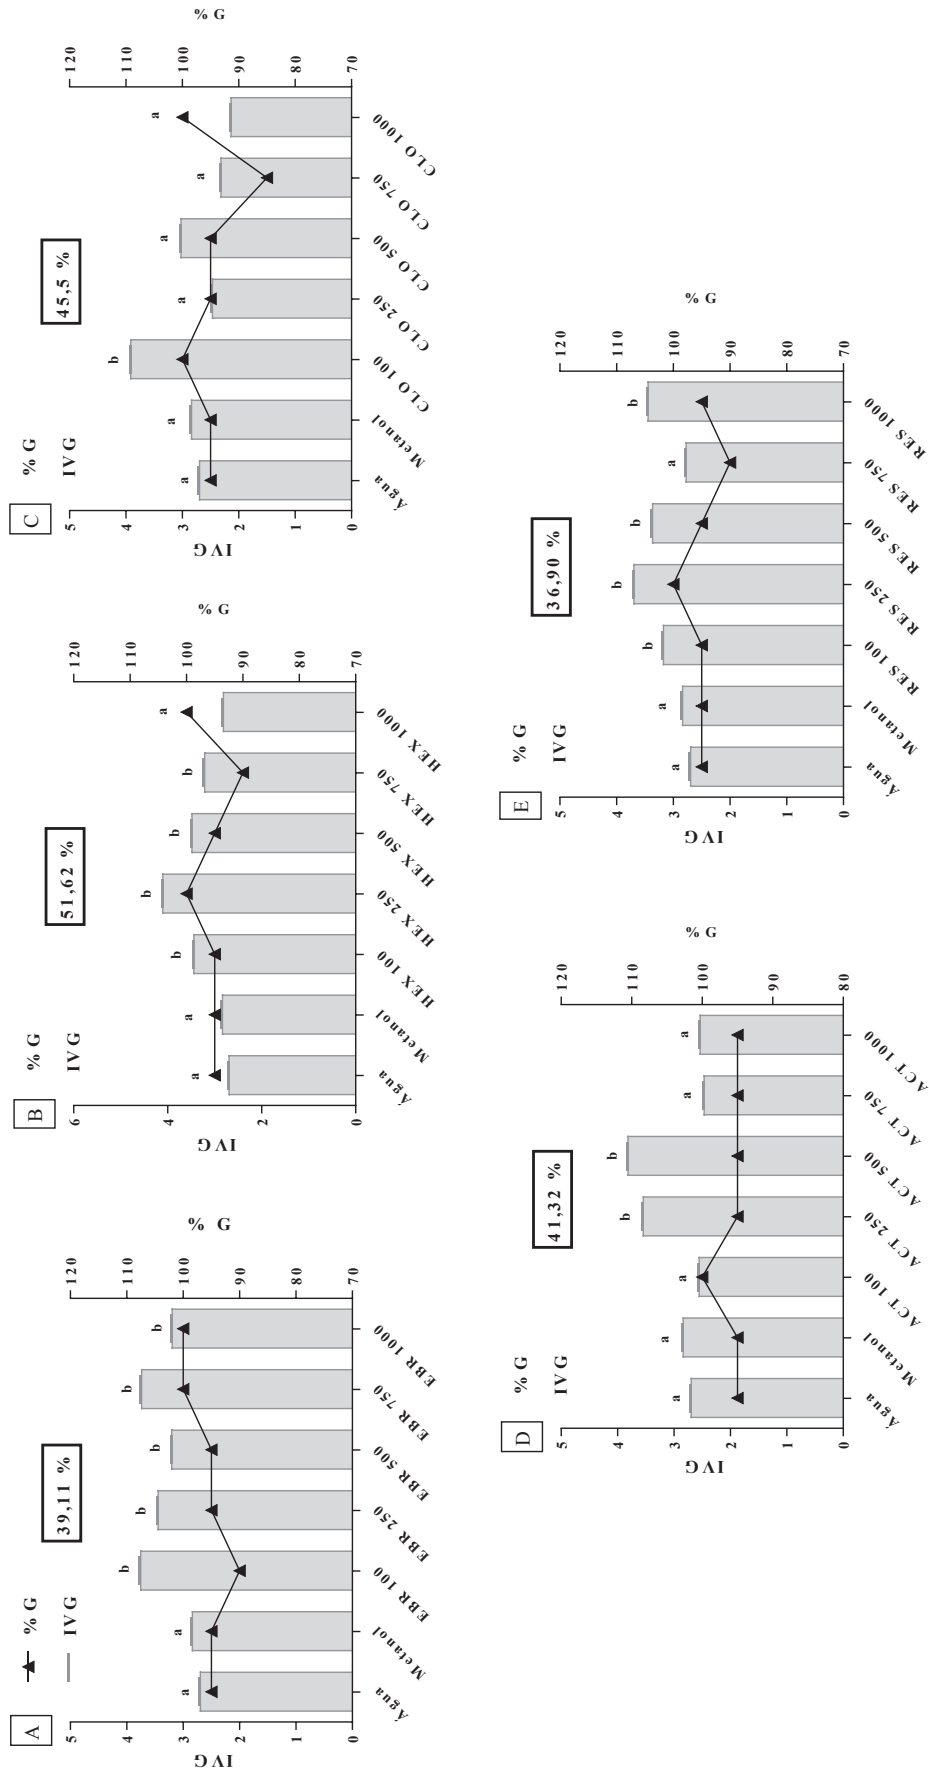 A
% G
IVG
39,11 %
IVG
5
4
3
2
1
0
% G
120
110
100
90
80
70
a a b b b b b
Água
Metanol
EBR 100
EBR 250
EBR 500
EBR 750
EBR 1000
B
% G
IVG
51,62 %
IVG
6
4
2
0
% G
120
110
100
90
80
70
a a b b b b a
Água
Metanol
HEX 100
HEX 250
HEX 500
HEX 750
HEX 1000
C
% G
IVG
45,5 %
IVG
5
4
3
2
1
0
% G
120
110
100
90
80
70
a a b a a a a
Água
Metanol
CLO 100
CLO 250
CLO 500
CLO 750
CLO 1000
D
% G
IVG
41,32 %
IVG
5
4
3
2
1
0
% G
120
110
100
90
80
a a a b b a a
Água
Metanol
ACT 100
ACT 250
ACT 500
ACT 750
ACT 1000
E
% G
IVG
36,90 %
IVG
5
4
3
2
1
0
% G
120
110
100
90
80
70
a a b b b a b
Água
Metanol
RES 100
RES 250
RES 500
RES 750
RES 1000